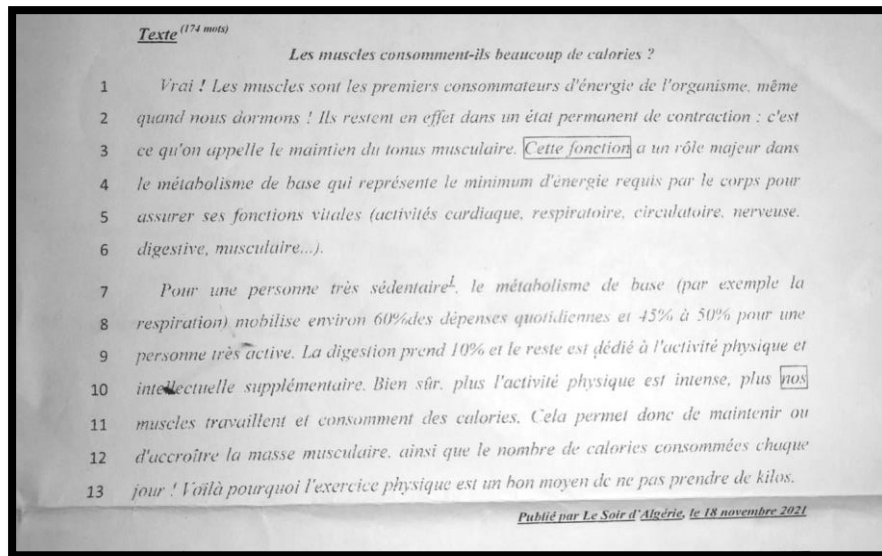 Texte (174 mots)
Les muscles consomment-ils beaucoup de calories ?
1 Vrai ! Les muscles sont les premiers consommateurs d'énergie de l'organisme, même
2 quand nous dormons ! Ils restent en effet dans un état permanent de contraction : c'est
3 ce qu'on appelle le maintien du tonus musculaire. Cette fonction a un rôle majeur dans
4 le métabolisme de base qui représente le minimum d'énergie requis par le corps pour
5 assurer ses fonctions vitales (activités cardiaque, respiratoire, circulatoire, nerveuse,
6 digestive, musculaire...).
7 Pour une personne très sédentaire1, le métabolisme de base (par exemple la
8 respiration) mobilise environ 60%des dépenses quotidiennes et 45% à 50% pour une
9 personne très active. La digestion prend 10% et le reste est dédié à l'activité physique et
10 intellectuelle supplémentaire. Bien sûr, plus l'activité physique est intense, plus nos
11 muscles travaillent et consomment des calories. Cela permet donc de maintenir ou
12 d'accroître la masse musculaire, ainsi que le nombre de calories consommées chaque
13 jour ! Voilà pourquoi l'exercice physique est un bon moyen de ne pas prendre de kilos.
Publié par Le Soir d'Algérie, le 18 novembre 2021